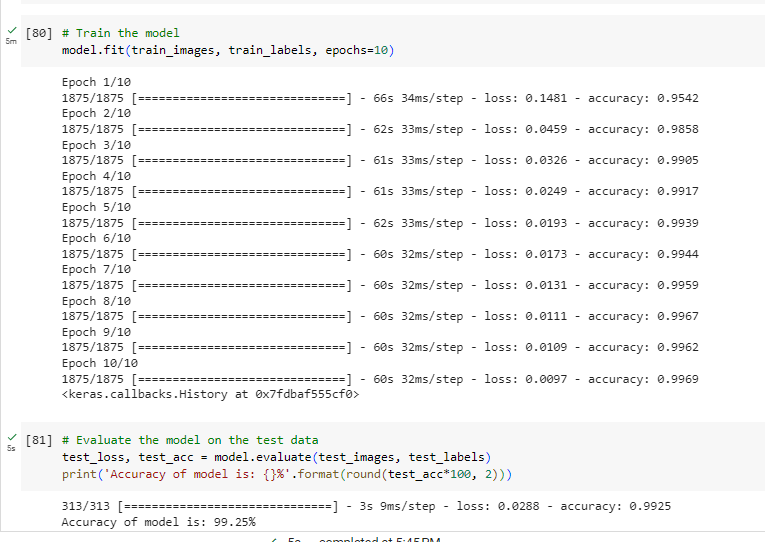 [80] # Train the model
5m
model.fit(train_images, train_labels, epochs=10)
Epoch 1/10
1875/1875 [==============================] - 66s 34ms/step - loss: 0.1481 - accuracy: 0.9542
Epoch 2/10
1875/1875 [==============================] - 62s 33ms/step - loss: 0.0459 - accuracy: 0.9858
Epoch 3/10
1875/1875 [==============================] - 61s 33ms/step - loss: 0.0326 - accuracy: 0.9905
Epoch 4/10
1875/1875 [==============================] - 61s 33ms/step - loss: 0.0249 - accuracy: 0.9917
Epoch 5/10
1875/1875 [==============================] - 62s 33ms/step - loss: 0.0193 - accuracy: 0.9939
Epoch 6/10
1875/1875 [==============================] - 60s 32ms/step - loss: 0.0173 - accuracy: 0.9944
Epoch 7/10
1875/1875 [==============================] - 60s 32ms/step - loss: 0.0131 - accuracy: 0.9959
Epoch 8/10
1875/1875 [==============================] - 60s 32ms/step - loss: 0.0111 - accuracy: 0.9967
Epoch 9/10
1875/1875 [==============================] - 60s 32ms/step - loss: 0.0109 - accuracy: 0.9962
Epoch 10/10
1875/1875 [==============================] - 60s 32ms/step - loss: 0.0097 - accuracy: 0.9969
<keras.callbacks.History at 0x7fdbaf555cf0>
[81] # Evaluate the model on the test data
5s
test_loss, test_acc = model.evaluate(test_images, test_labels)
print('Accuracy of model is: {}%'.format(round(test_acc*100, 2)))
313/313 [==============================] - 3s 9ms/step - loss: 0.0288 - accuracy: 0.9925
Accuracy of model is: 99.25%
5s completed at 5:45 PM